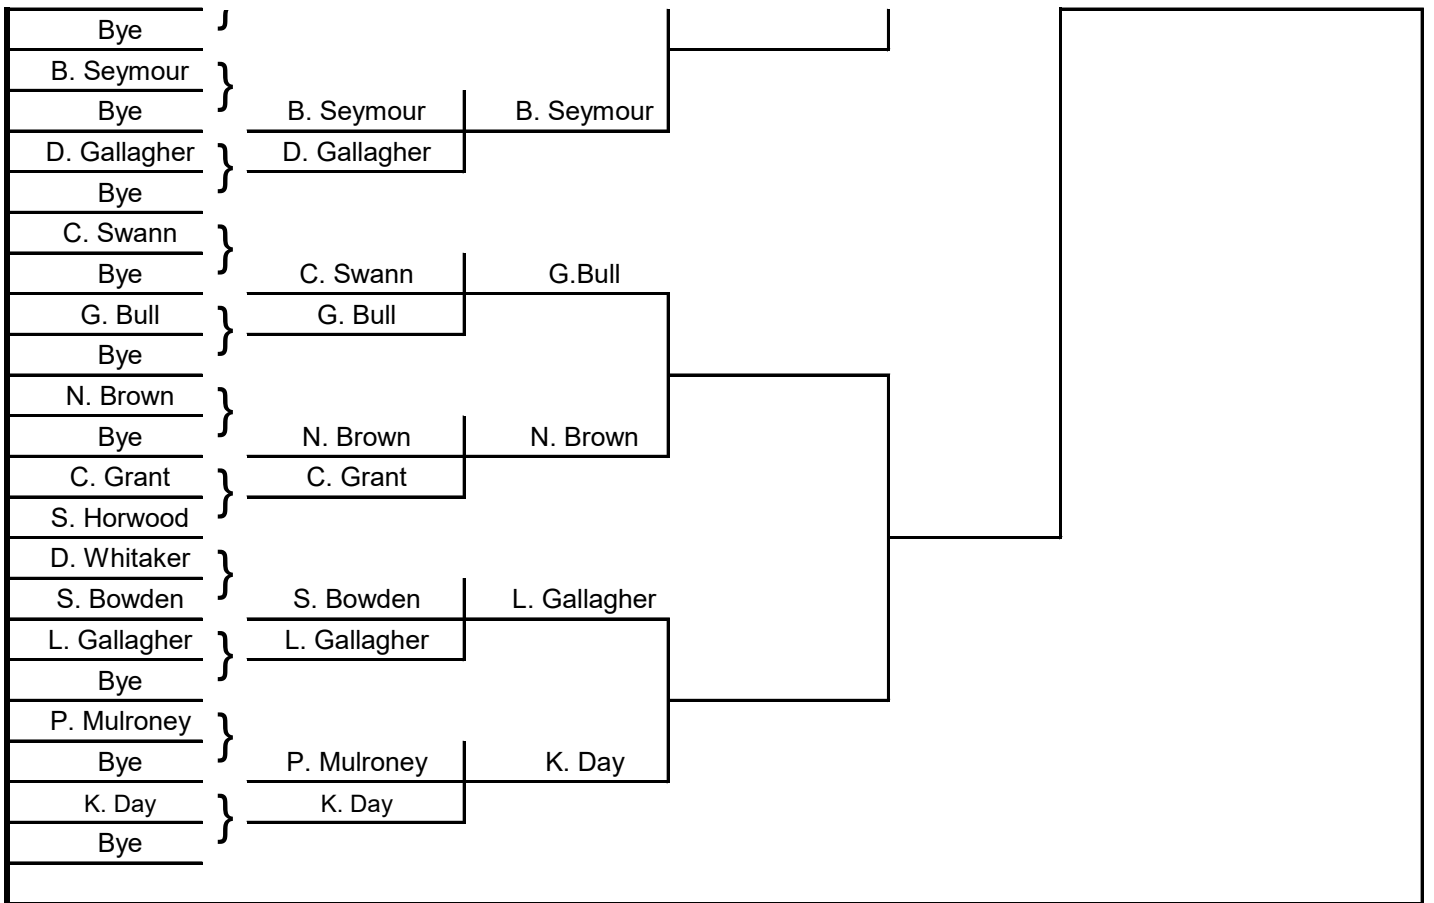 Bye
B. Seymour
Bye B. Seymour B. Seymour
D. Gallagher D. Gallagher
Bye
C. Swann
Bye C. Swann G.Bull
G. Bull G. Bull
Bye
N. Brown
Bye N. Brown N. Brown
C. Grant C. Grant
S. Horwood
D. Whitaker
S. Bowden S. Bowden L. Gallagher
L. Gallagher L. Gallagher
Bye
P. Mulroney
Bye P. Mulroney K. Day
K. Day K. Day
Bye